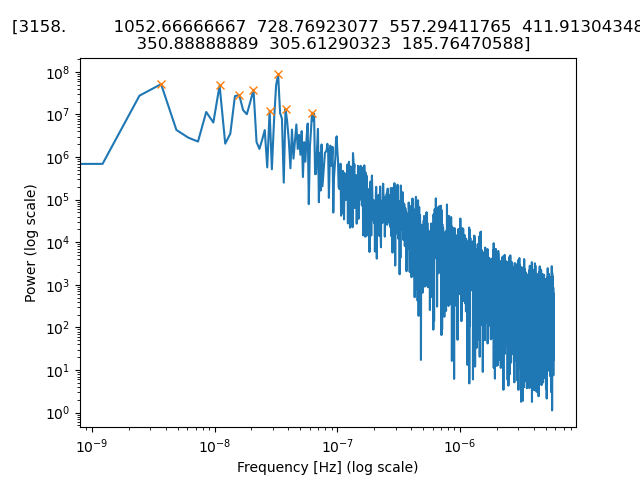 [3158. 1052.66666667 728.76923077 557.29411765 411.91304348
350.88888889 305.61290323 185.76470588]
10⁸
10⁷
10⁶
10⁵
10⁴
10³
10²
10¹
10⁰
Power (log scale)
10⁻⁹ 10⁻⁸ 10⁻⁷ 10⁻⁶
Frequency [Hz] (log scale)